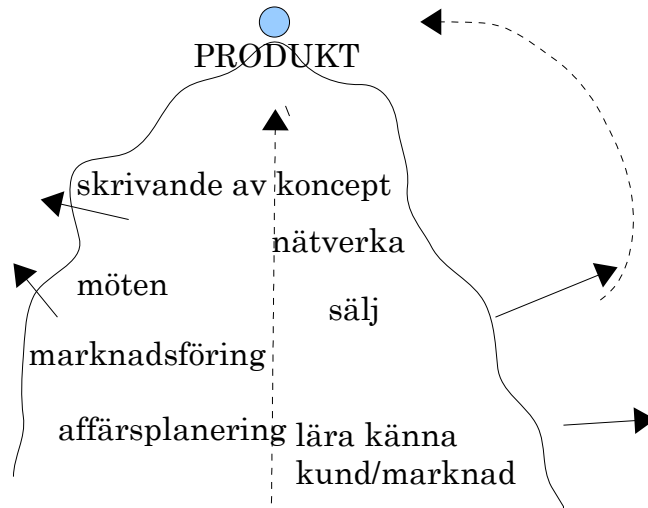 PRODUKT
skrivande av koncept
nätverka
möten
sälj
marknadsföring
affärsplanering
lära känna
kund/marknad